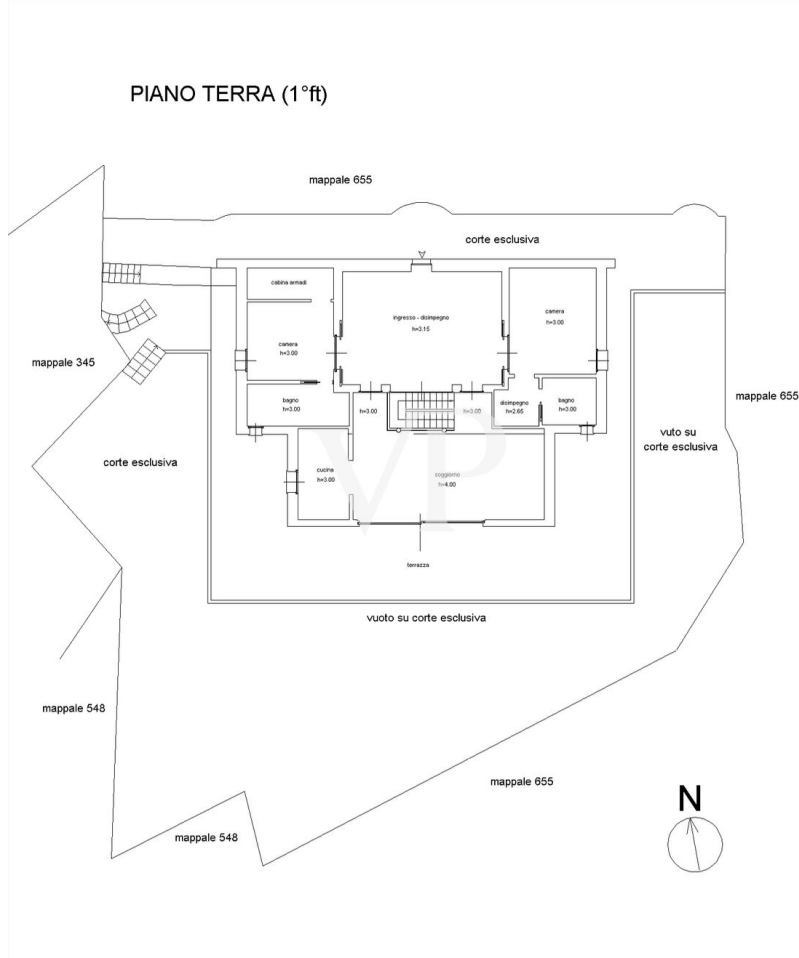 PIANO TERRA (1°ft)
mappale 655
corte esclusiva
cabina armadi
ingresso - disimpegno
h=3.15
camera
h=3.00
camera
h=3.00
mappale 345
mappale 655
bagno
h=3.00
h=3.00
h=3.00
disimpegno
h=2.65
bagno
h=3.00
vuto su
corte esclusiva
corte esclusiva
cucina
h=3.00
soggiorno
h=4.00
VP
terrazza
vuoto su corte esclusiva
mappale 548
mappale 655
N
mappale 548